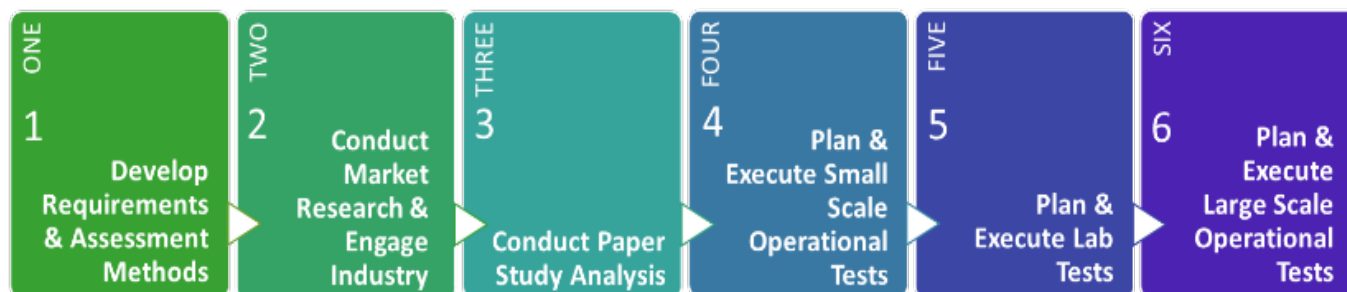 ONE
1
Develop
Requirements
& Assessment
Methods
TWO
2
Conduct
Market
Research &
Engage
Industry
THREE
3
Conduct Paper
Study Analysis
FOUR
4
Plan &
Execute Small
Scale
Operational
Tests
FIVE
5
Plan &
Execute Lab
Tests
SIX
6
Plan &
Execute
Large Scale
Operational
Tests